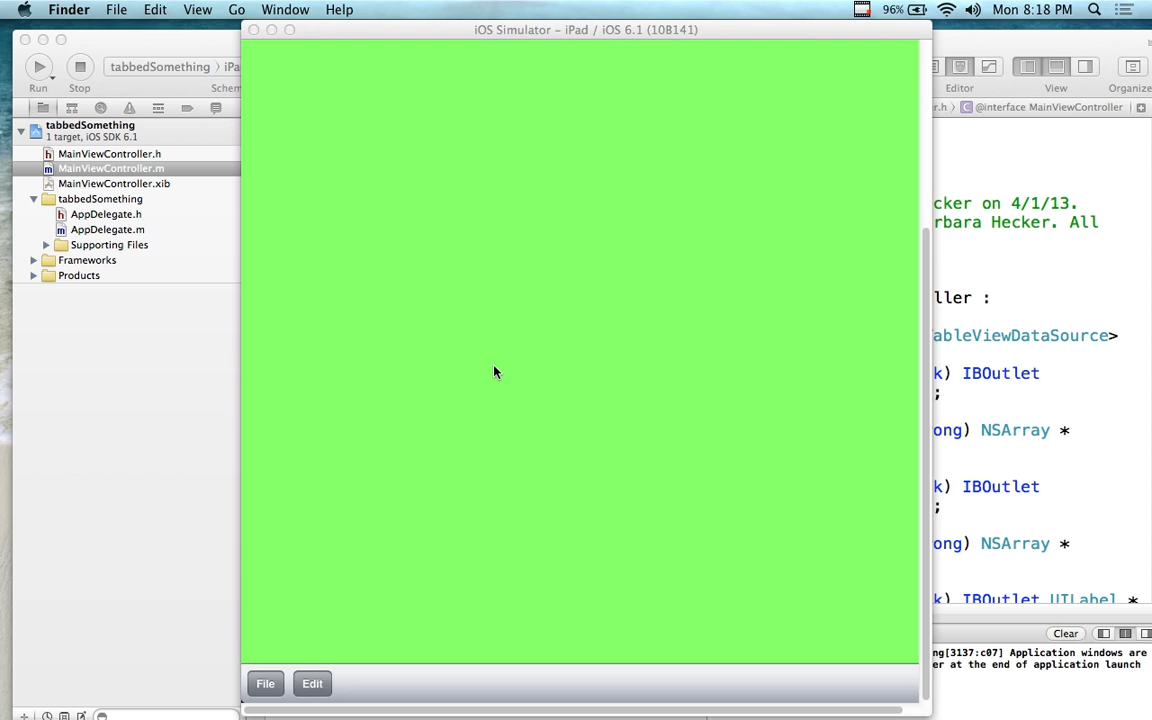 Finder File Edit View Go Window Help 96% Mon 8:18 PM
iOS Simulator – iPad / iOS 6.1 (10B141)
tabbedSomething 〉 iPa
Run Stop Schem Editor View Organize
r.h 〉 C @interface MainViewController
tabbedSomething
1 target, iOS SDK 6.1
h MainViewController.h
m MainViewController.m
MainViewController.xib
tabbedSomething
h AppDelegate.h
m AppDelegate.m
Supporting Files
Frameworks
Products
cker on 4/1/13.
rbara Hecker. All
ller :
ableViewDataSource>
k) IBOutlet
;
ong) NSArray *
k) IBOutlet
;
ong) NSArray *
k) IBOutlet UILabel *
Clear
ng[3137:c07] Application windows are
er at the end of application launch
File Edit